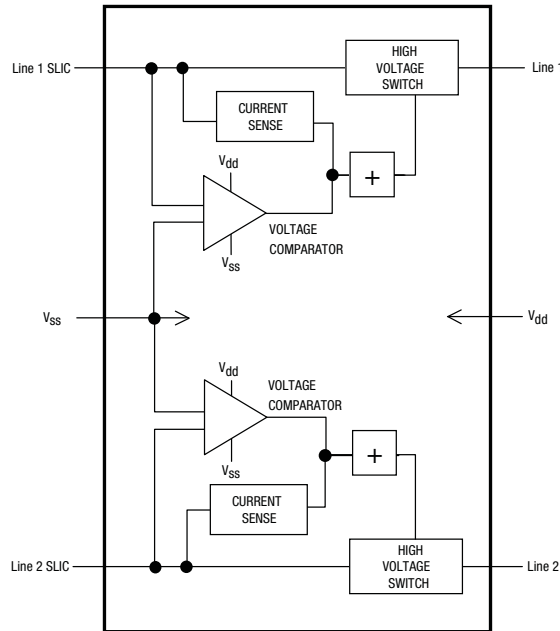 HIGH
VOLTAGE
SWITCH
Line 1 SLIC
Line 1
CURRENT
SENSE
Vdd
+
VOLTAGE
COMPARATOR
Vss
Vss
Vdd
Vdd
VOLTAGE
COMPARATOR
+
Vss
CURRENT
SENSE
HIGH
VOLTAGE
SWITCH
Line 2 SLIC
Line 2